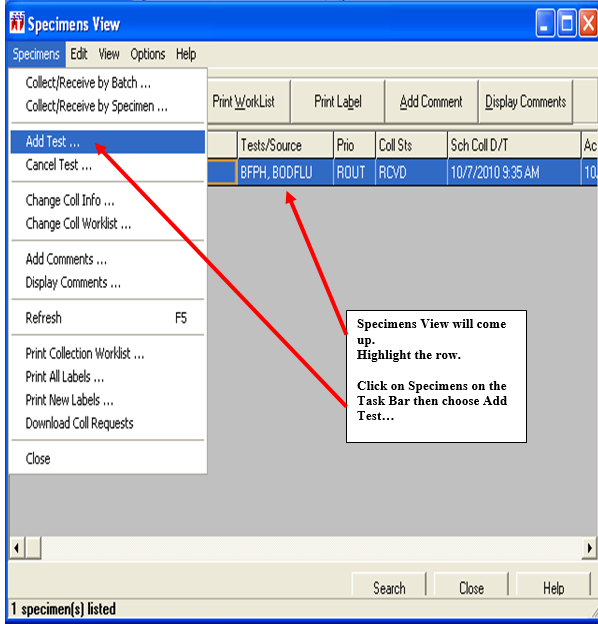 Specimens View
Specimens Edit View Options Help
Collect/Receive by Batch ...
Collect/Receive by Specimen ...
Add Test ...
Cancel Test ...
Change Coll Info ...
Change Coll Worklist ...
Add Comments ...
Display Comments ...
Refresh F5
Print Collection Worklist ...
Print All Labels ...
Print New Labels ...
Download Coll Requests
Close
Print WorkList Print Label Add Comment Display Comments
Tests/Source Prio Coll Sts Sch Coll D/T Ac
BFPH, BODFLU ROUT RCVD 10/7/2010 9:35 AM 10/
Specimens View will come
up.
Highlight the row.
Click on Specimens on the
Task Bar then choose Add
Test…
Search Close Help
1 specimen(s) listed